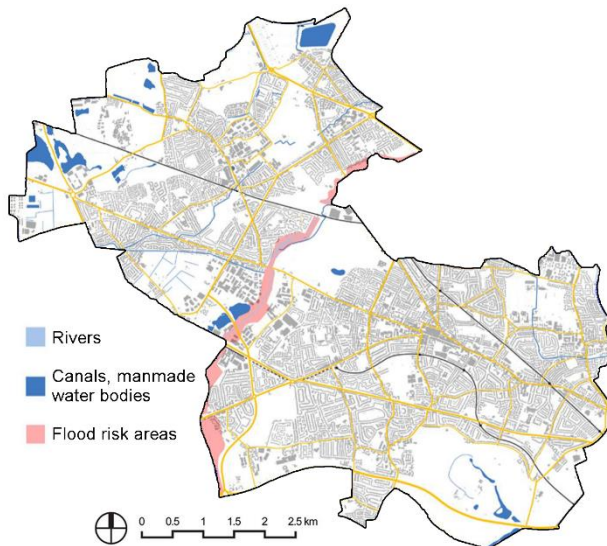 Rivers
Canals, manmade
water bodies
Flood risk areas
0 0.5 1 1.5 2 2.5 km